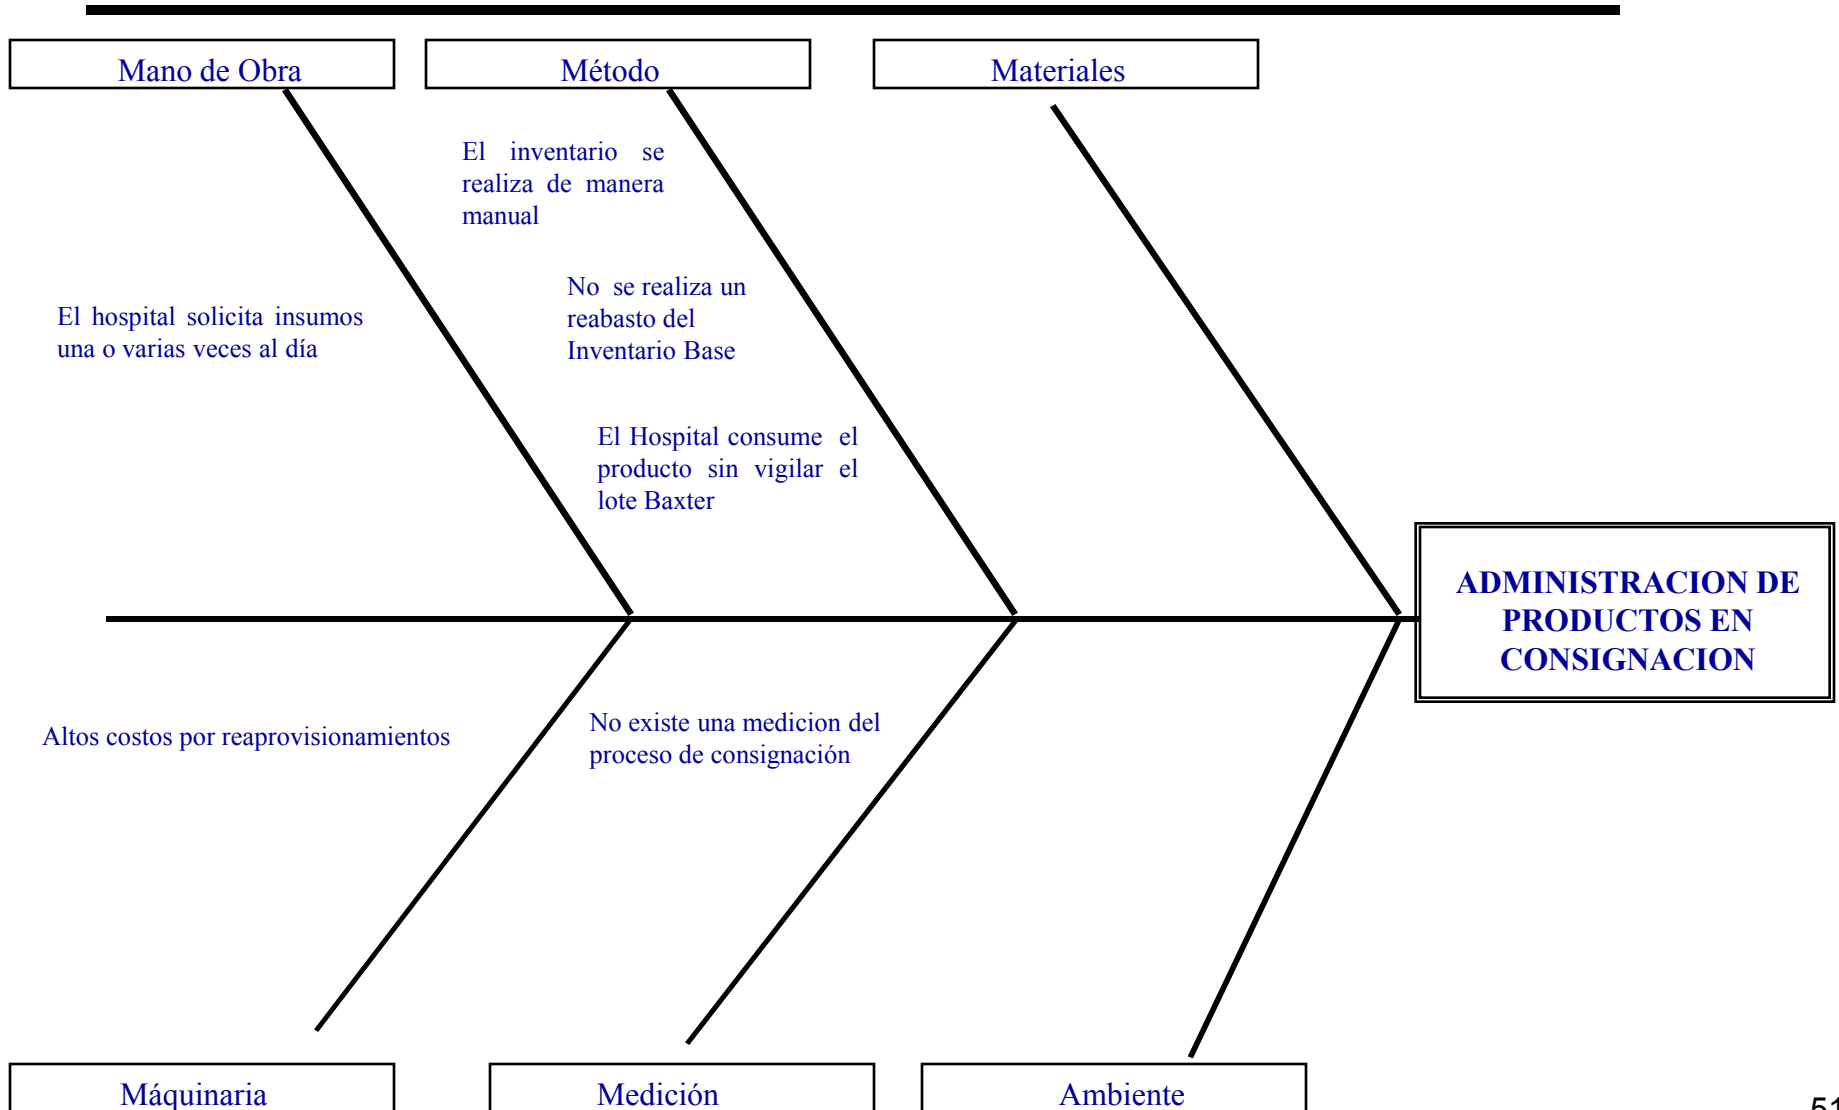 Mano de Obra
Método
Materiales
El inventario se
realiza de manera
manual
No se realiza un
reabasto del
Inventario Base
El hospital solicita insumos
una o varias veces al día
El Hospital consume el
producto sin vigilar el
lote Baxter
ADMINISTRACION DE
PRODUCTOS EN
CONSIGNACION
Altos costos por reaprovisionamientos
No existe una medicion del
proceso de consignación
Máquinaria
Medición
Ambiente
51